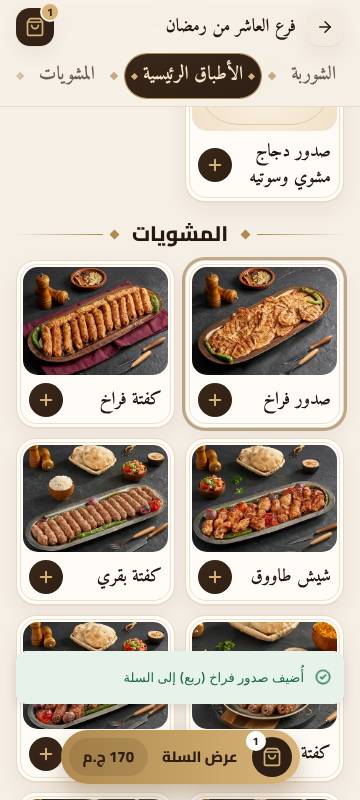 فرع العاشر من رمضان
1
الشوربة
الأطباق الرئيسية
المشويات
صدور دجاج
مشوي وسوتيه
المشويات
صدور فراخ
كفتة فراخ
شيش طاووق
كفتة بقري
أُضيف صدور فراخ (ربع) إلى السلة
كفتة
1
عرض السلة
170 ج.م